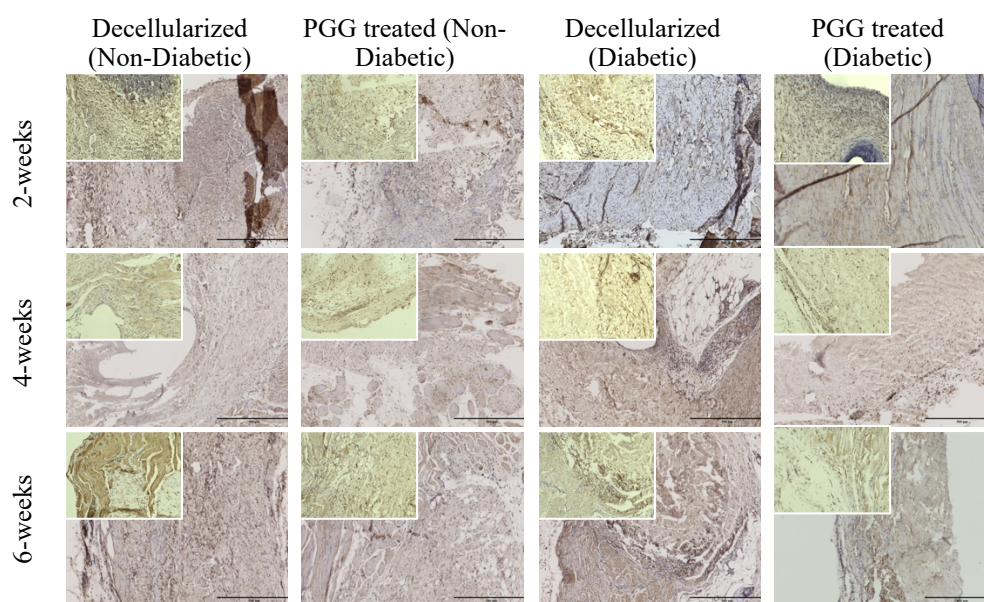 Decellularized
(Non-Diabetic)
PGG treated (Non-
Diabetic)
Decellularized
(Diabetic)
PGG treated
(Diabetic)
2-weeks
4-weeks
6-weeks